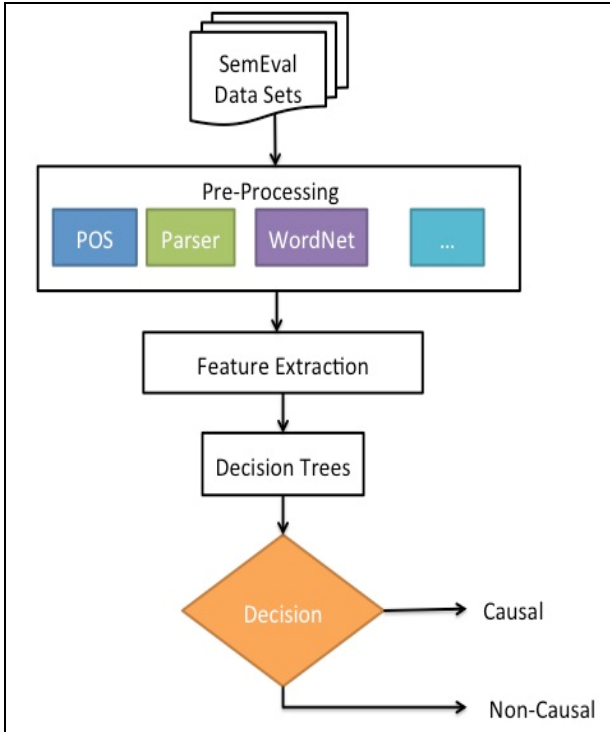 SemEval
Data Sets
Pre-Processing
POS Parser WordNet ...
Feature Extraction
Decision Trees
Decision
Causal
Non-Causal